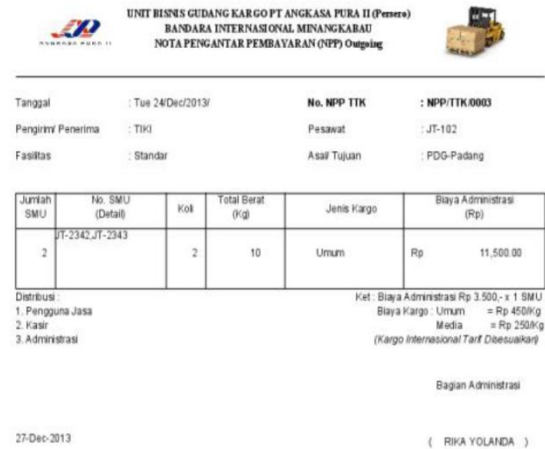 UNIT BISNIS GUDANG KARGO PT ANGKASA PURA II (Persero)
BANDARA INTERNASIONAL MINANGKABAU
NOTA PENGANTAR PEMBAYARAN (NPP) Outgoing
ANGKASA PURA II
Tanggal : Tue 24/Dec/2013/ No. NPP TTK : NPP/TTK/0003
Pengirim/ Penerima : TIKI Pesawat : JT-102
Fasilitas : Standar Asal/ Tujuan : PDG-Padang
Jumlah SMU No. SMU (Detail) Koli Total Berat (Kg) Jenis Kargo Biaya Administrasi (Rp)
2 JT-2342,JT-2343 2 10 Umum Rp 11,500.00
Distribusi : Ket : Biaya Administrasi Rp 3.500,- x 1 SMU
1. Pengguna Jasa Biaya Kargo : Umum = Rp 450/Kg
2. Kasir Media = Rp 250/Kg
3. Administrasi (Kargo Internasional Tarif Disesuaikan)
Bagian Administrasi
27-Dec-2013 ( RIKA YOLANDA )